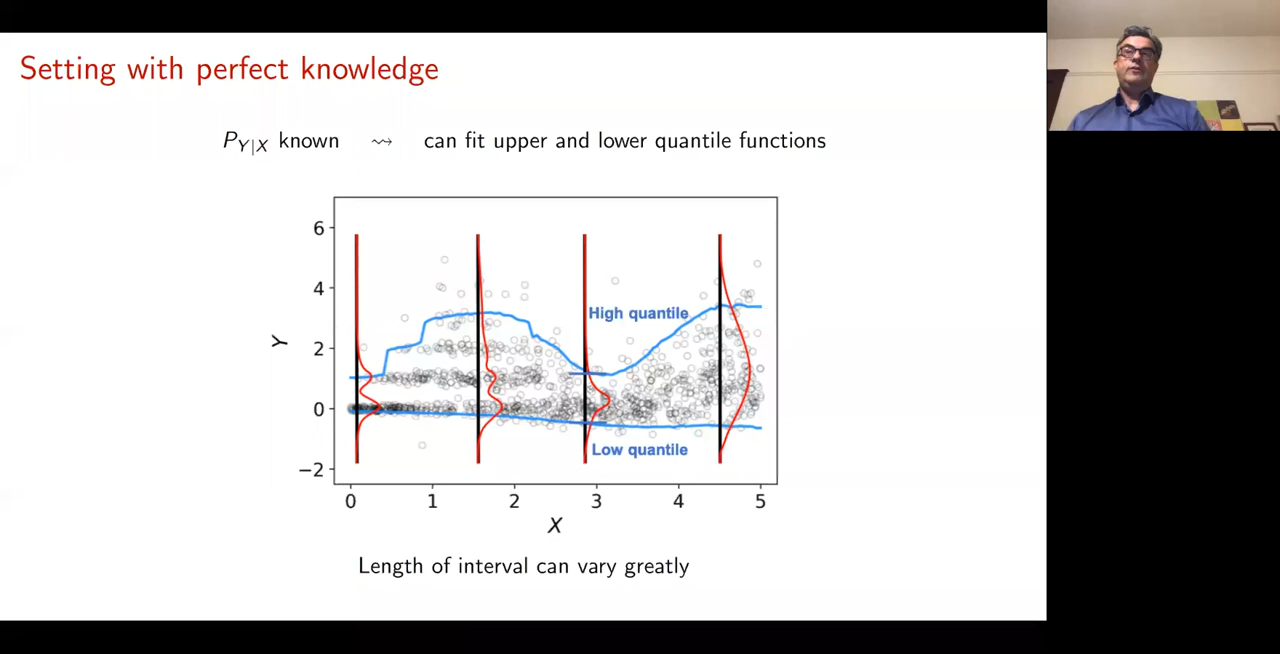 Setting with perfect knowledge
P_{Y|X} known ⇝ can fit upper and lower quantile functions
6
4
2
0
−2
Y
High quantile
Low quantile
0 1 2 3 4 5
X
Length of interval can vary greatly